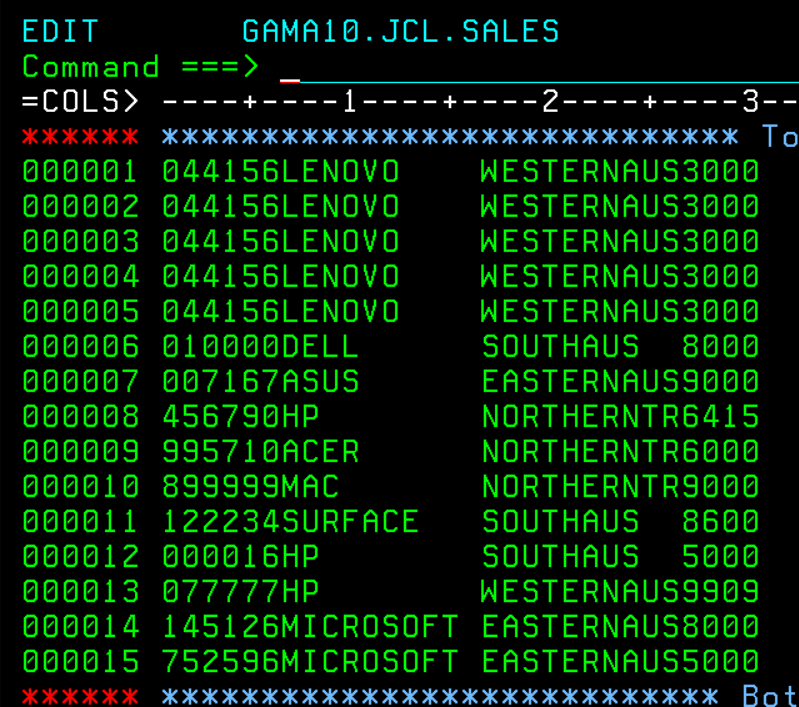 EDIT       GAMA10.JCL.SALES
Command ===> _
=COLS> ----+----1----+----2----+----3--
****** ***************************** To
000001 044156LENOVO    WESTERNAUS3000
000002 044156LENOVO    WESTERNAUS3000
000003 044156LENOVO    WESTERNAUS3000
000004 044156LENOVO    WESTERNAUS3000
000005 044156LENOVO    WESTERNAUS3000
000006 010000DELL      SOUTHAUS  8000
000007 007167ASUS      EASTERNAUS9000
000008 456790HP        NORTHERNTR6415
000009 995710ACER      NORTHERNTR6000
000010 899999MAC       NORTHERNTR9000
000011 122234SURFACE   SOUTHAUS  8600
000012 000016HP        SOUTHAUS  5000
000013 077777HP        WESTERNAUS9909
000014 145126MICROSOFT EASTERNAUS8000
000015 752596MICROSOFT EASTERNAUS5000
****** **************************** Bot